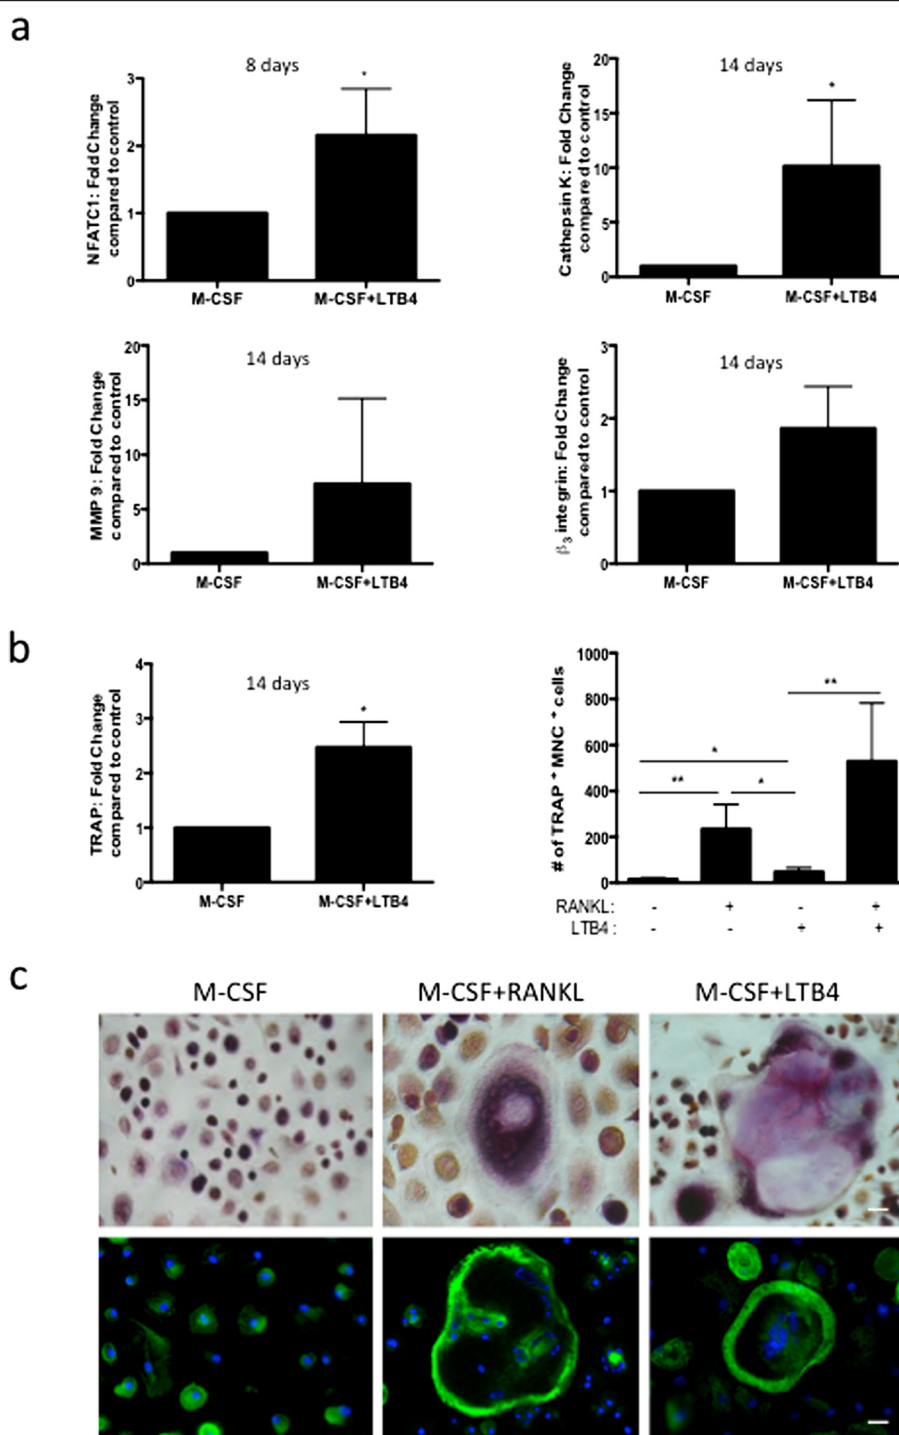 a
8 days
NFATC1: Fold Change
compared to control
3
2
1
0
*
M-CSF
M-CSF+LTB4
14 days
Cathepsin K: Fold Change
compared to control
20
15
10
5
0
*
M-CSF
M-CSF+LTB4
14 days
MMP 9: Fold Change
compared to control
20
15
10
5
0
M-CSF
M-CSF+LTB4
14 days
β3 integrin: Fold Change
compared to control
3
2
1
0
M-CSF
M-CSF+LTB4
b
14 days
TRAP: Fold Change
compared to control
4
3
2
1
0
*
M-CSF
M-CSF+LTB4
# of TRAP + MNC + cells
1000
800
600
400
200
0
**
*
** *
RANKL: - + - +
LTB4 : - - + +
c
M-CSF M-CSF+RANKL M-CSF+LTB4